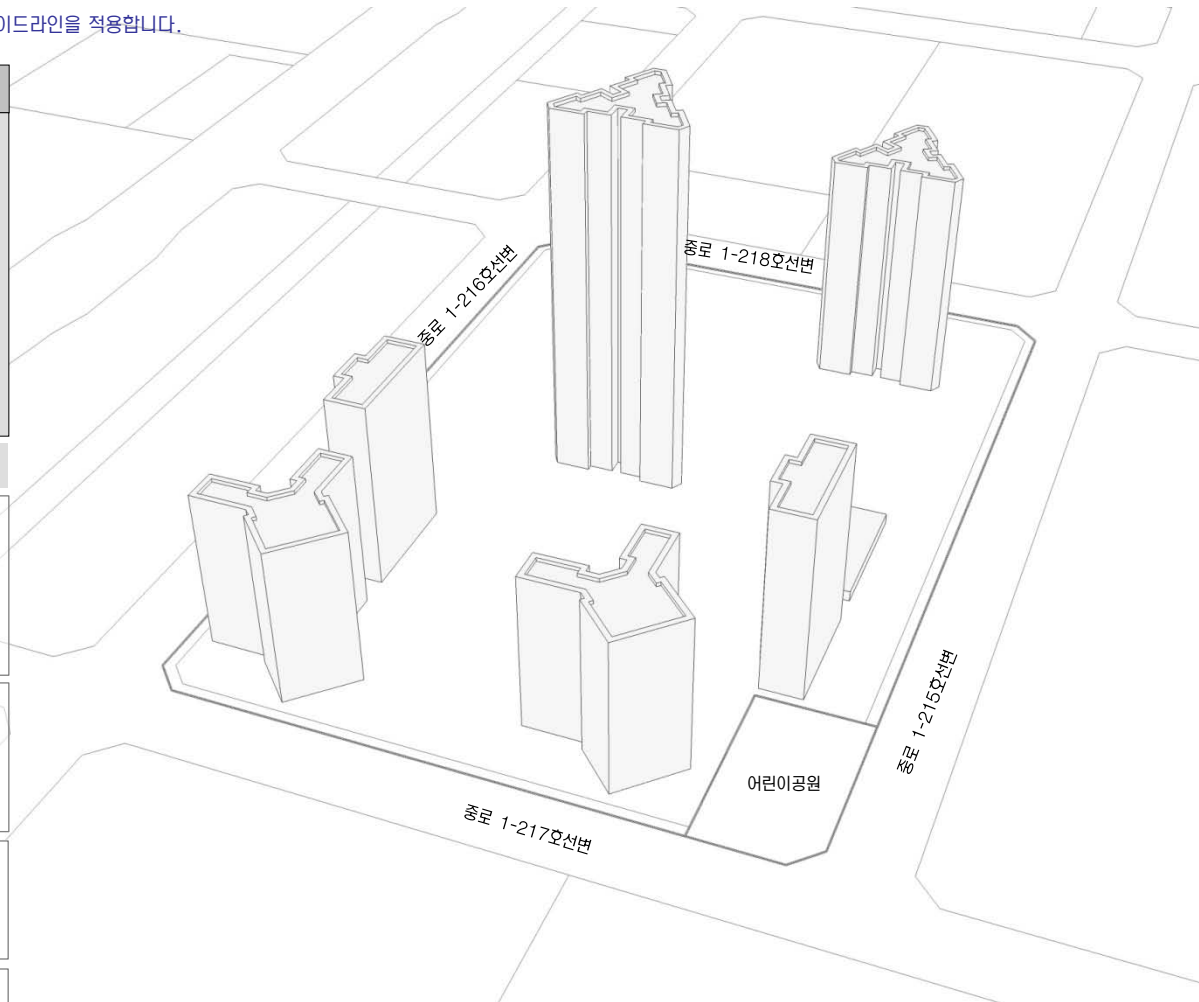 이드라인을 적용합니다.
중로 1-218호선변
중로 1-216호선변
중로 1-215호선변
어린이공원
중로 1-217호선변